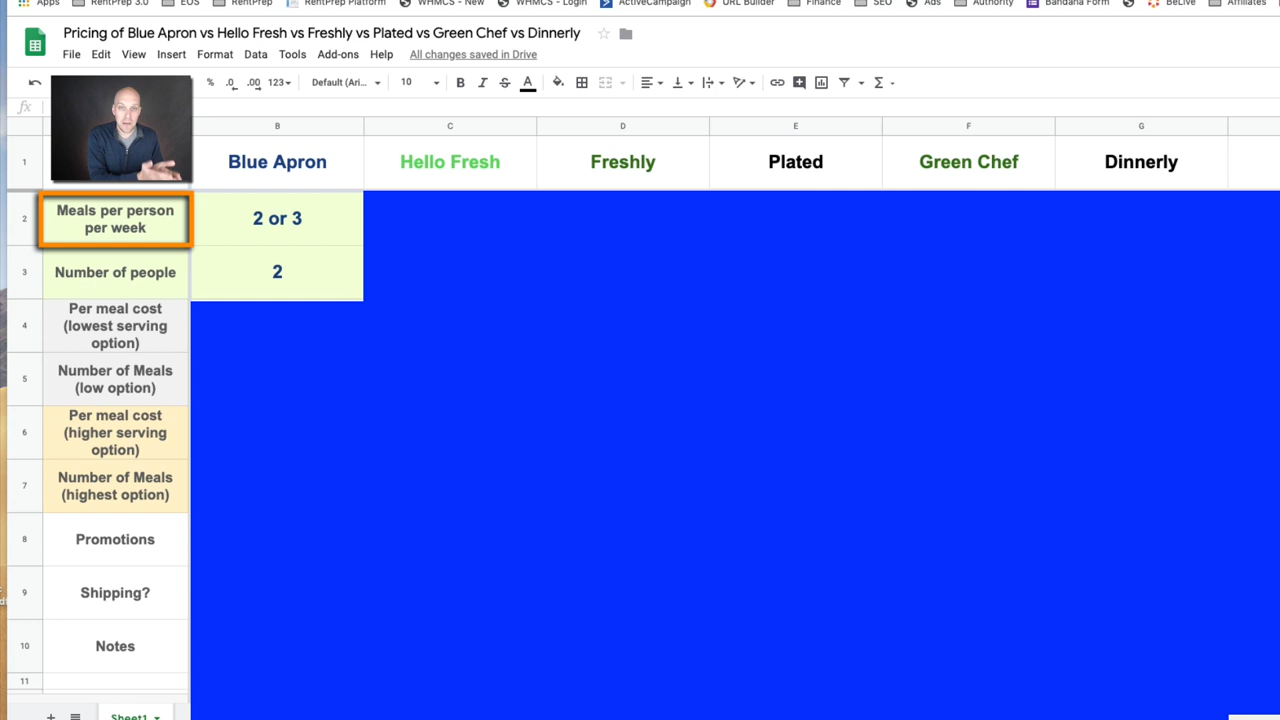 Apps RentPrep 3.0 EOS RentPrep RentPrep Platform WHMCS - New WHMCS - Login ActiveCampaign URL Builder Finance SEO Ads Authority Bandana Form BeLive Affiliates
Pricing of Blue Apron vs Hello Fresh vs Freshly vs Plated vs Green Chef vs Dinnerly
File Edit View Insert Format Data Tools Add-ons Help All changes saved in Drive
% .0 .00 123 Default (Ari... 10 B I S A
fx
B C D E F G
1 Blue Apron Hello Fresh Freshly Plated Green Chef Dinnerly
2 Meals per person
per week 2 or 3
3 Number of people 2
4 Per meal cost
(lowest serving
option)
5 Number of Meals
(low option)
6 Per meal cost
(higher serving
option)
7 Number of Meals
(highest option)
8 Promotions
9 Shipping?
10 Notes
11
Sheet1